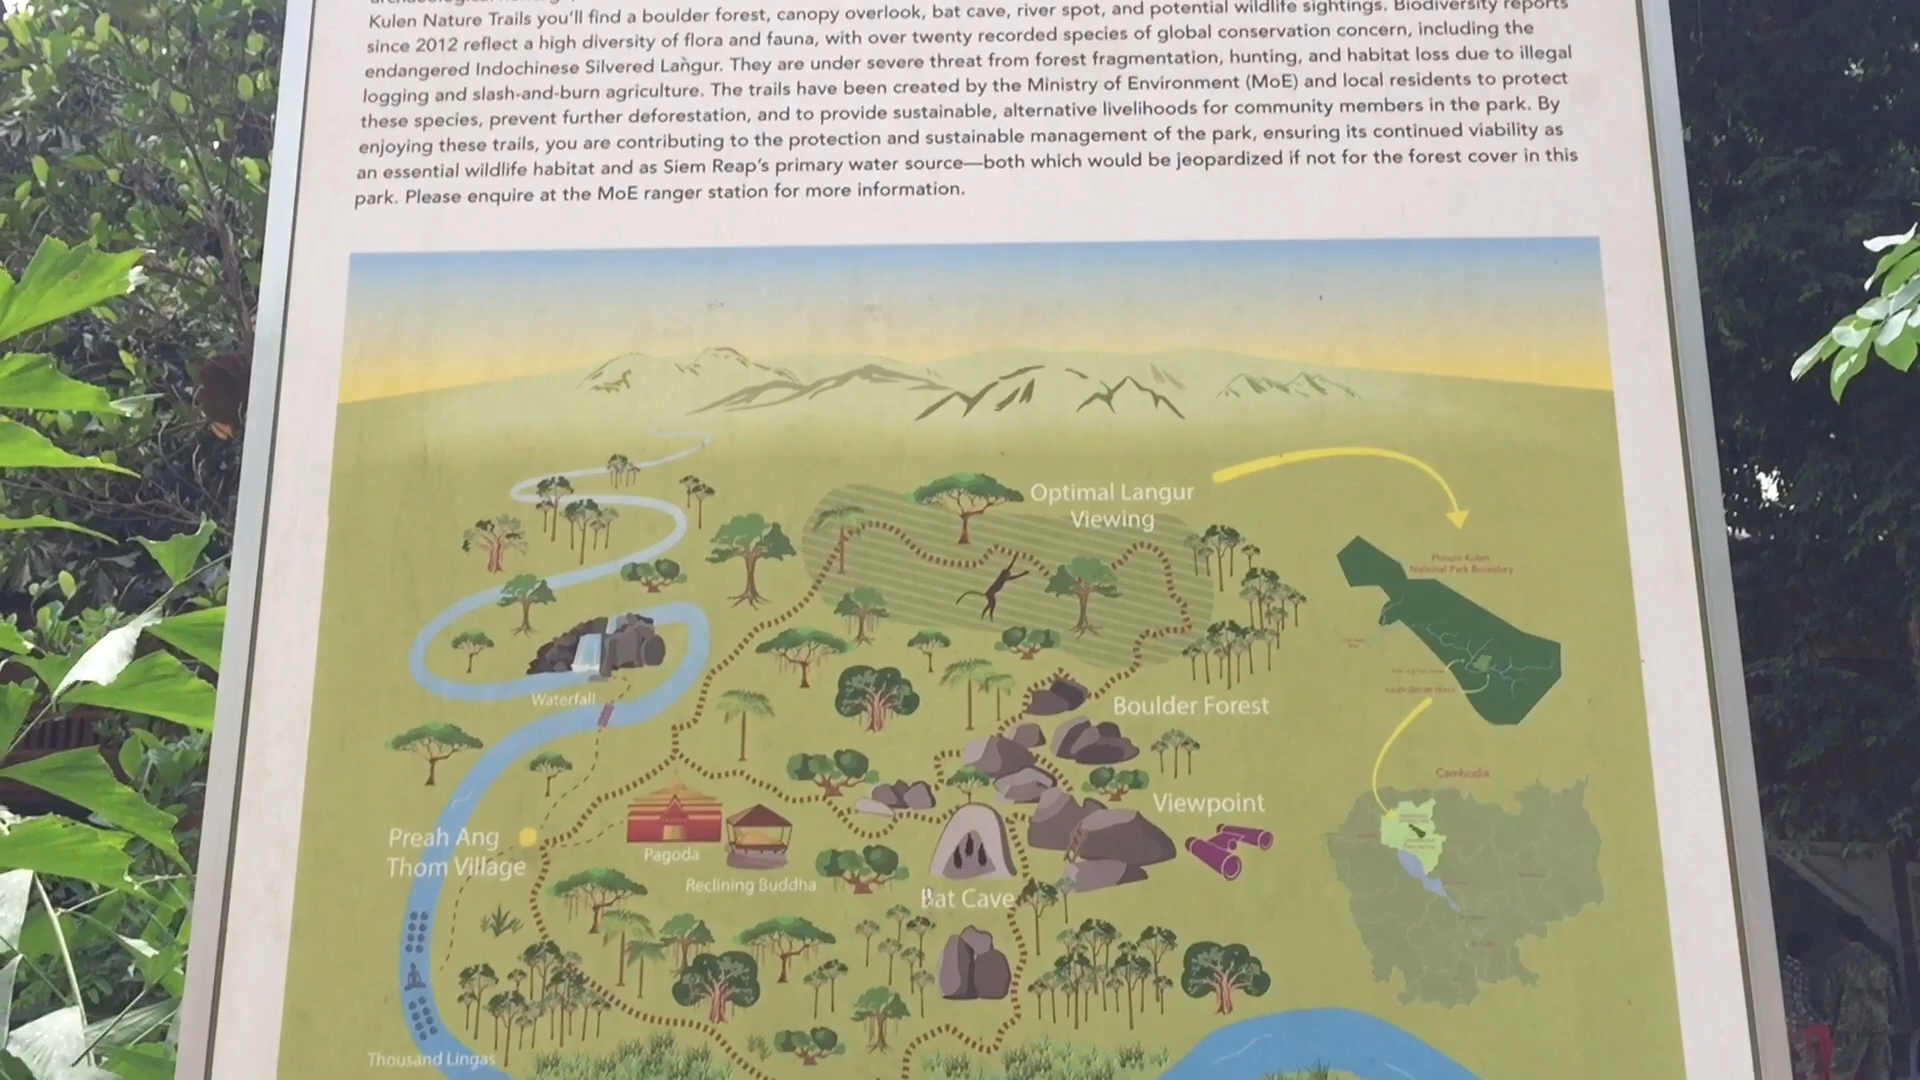 Kulen Nature Trails you'll find a boulder forest, canopy overlook, bat cave, river spot, and potential wildlife sightings. Biodiversity reports
since 2012 reflect a high diversity of flora and fauna, with over twenty recorded species of global conservation concern, including the
endangered Indochinese Silvered Langur. They are under severe threat from forest fragmentation, hunting, and habitat loss due to illegal
logging and slash-and-burn agriculture. The trails have been created by the Ministry of Environment (MoE) and local residents to protect
these species, prevent further deforestation, and to provide sustainable, alternative livelihoods for community members in the park. By
enjoying these trails, you are contributing to the protection and sustainable management of the park, ensuring its continued viability as
an essential wildlife habitat and as Siem Reap's primary water source—both which would be jeopardized if not for the forest cover in this
park. Please enquire at the MoE ranger station for more information.
Optimal Langur
Viewing
Phnom Kulen
National Park Boundary
Waterfall
Boulder Forest
Cambodia
Viewpoint
Preah Ang
Thom Village
Pagoda
Reclining Buddha
Bat Cave
Thousand Lingas